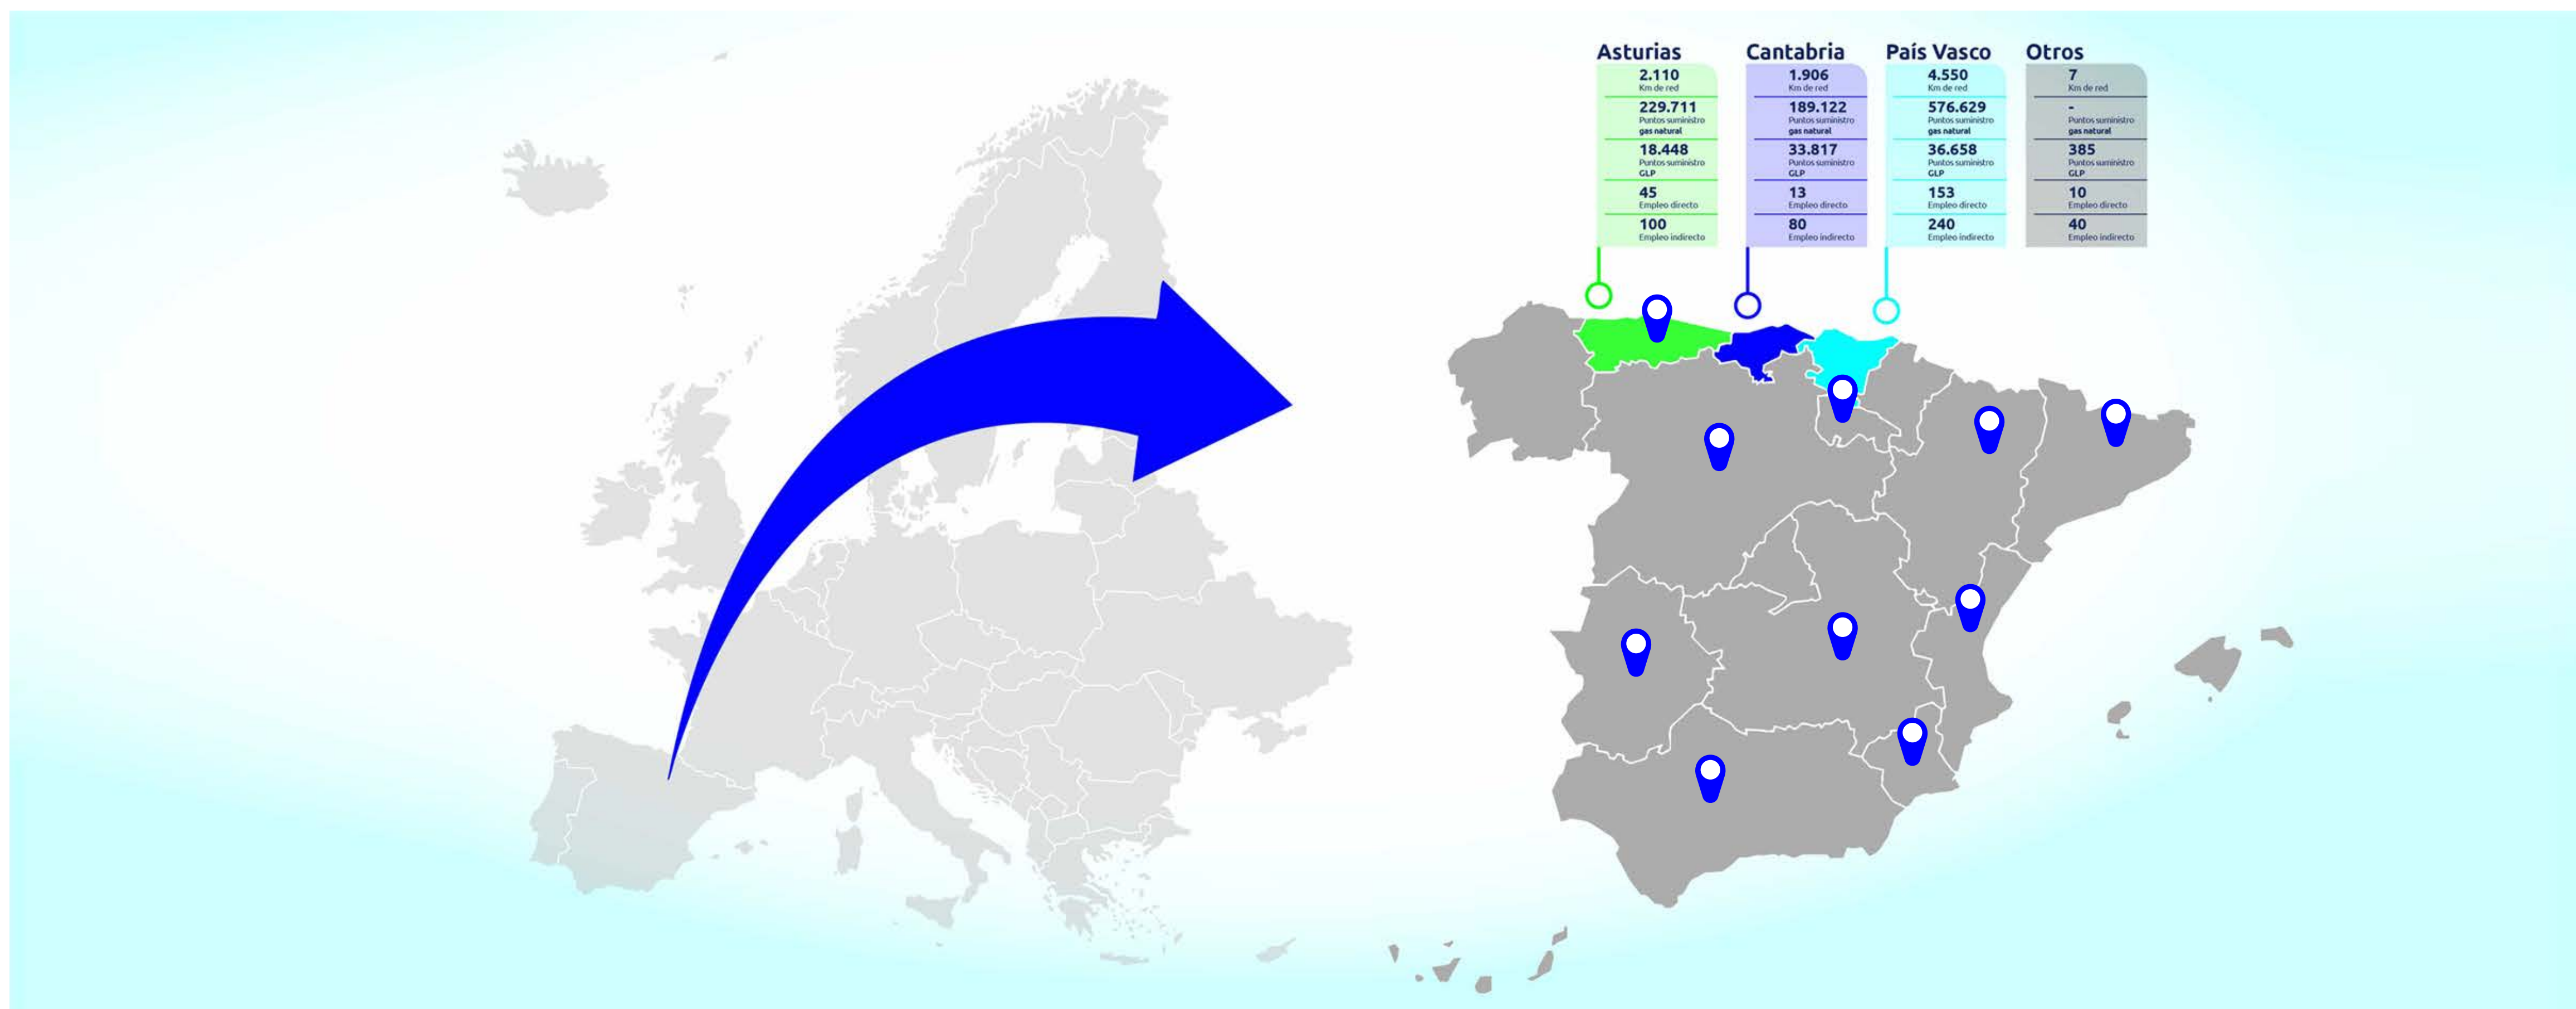 Asturias
2.110
Km de red
229.711
Puntos suministro
gas natural
18.448
Puntos suministro
GLP
45
Empleo directo
100
Empleo indirecto
Cantabria
1.906
Km de red
189.122
Puntos suministro
gas natural
33.817
Puntos suministro
GLP
13
Empleo directo
80
Empleo indirecto
País Vasco
4.550
Km de red
576.629
Puntos suministro
gas natural
36.658
Puntos suministro
GLP
153
Empleo directo
240
Empleo indirecto
Otros
7
Km de red
-
Puntos suministro
gas natural
385
Puntos suministro
GLP
10
Empleo directo
40
Empleo indirecto